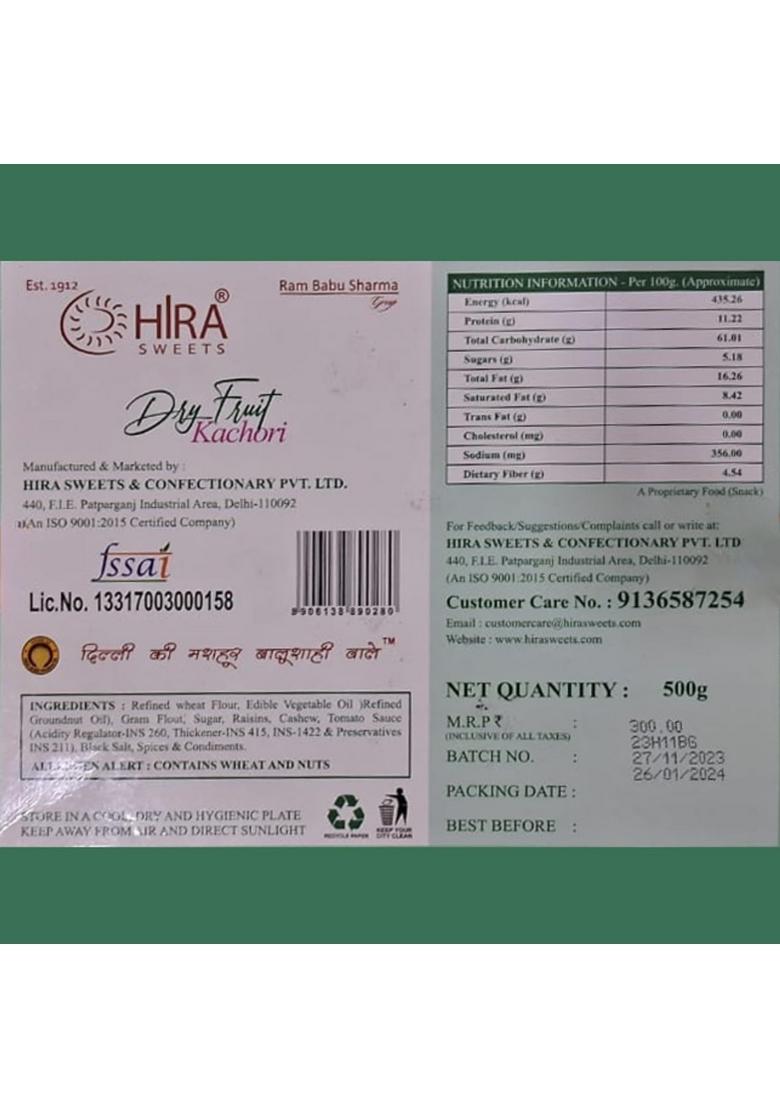 Est. 1912
HIRA®
SWEETS
Ram Babu Sharma
Group
Dry Fruit
Kachori
Manufactured & Marketed by :
HIRA SWEETS & CONFECTIONARY PVT. LTD.
440, F.I.E. Patparganj Industrial Area, Delhi-110092
(An ISO 9001:2015 Certified Company)
fssai
Lic.No. 13317003000158
8906138890280
दिल्ली की मशहूर बालूशाही वाले ™
INGREDIENTS : Refined wheat Flour, Edible Vegetable Oil )Refined
Groundnut Oil), Gram Flout, Sugar, Raisins, Cashew, Tomato Sauce
(Acidity Regulator-INS 260, Thickener-INS 415, INS-1422 & Preservatives
INS 211), Black Salt, Spices & Condiments.
ALLERGEN ALERT : CONTAINS WHEAT AND NUTS
STORE IN A COOL, DRY AND HYGIENIC PLATE
KEEP AWAY FROM AIR AND DIRECT SUNLIGHT
RECYCLE PAPER
KEEP YOUR
CITY CLEAN
NUTRITION INFORMATION - Per 100g. (Approximate)
Energy (kcal) 435.26
Protein (g) 11.22
Total Carbohydrate (g) 61.01
Sugars (g) 5.18
Total Fat (g) 16.26
Saturated Fat (g) 8.42
Trans Fat (g) 0.00
Cholesterol (mg) 0.00
Sodium (mg) 356.00
Dietary Fiber (g) 4.54
A Proprietary Food (Snack)
For Feedback/Suggestions/Complaints call or write at:
HIRA SWEETS & CONFECTIONARY PVT. LTD
440, F.I.E. Patparganj Industrial Area, Delhi-110092
(An ISO 9001:2015 Certified Company)
Customer Care No. : 9136587254
Email : customercare@hirasweets.com
Website : www.hirasweets.com
NET QUANTITY : 500g
M.R.P ₹ : 300.00
(INCLUSIVE OF ALL TAXES) 23H11BG
BATCH NO. : 27/11/2023
26/01/2024
PACKING DATE :
BEST BEFORE :